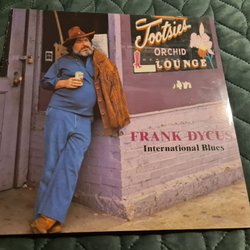 Tootsie's
ORCHID
LOUNGE
FRANK DYCUS
International Blues